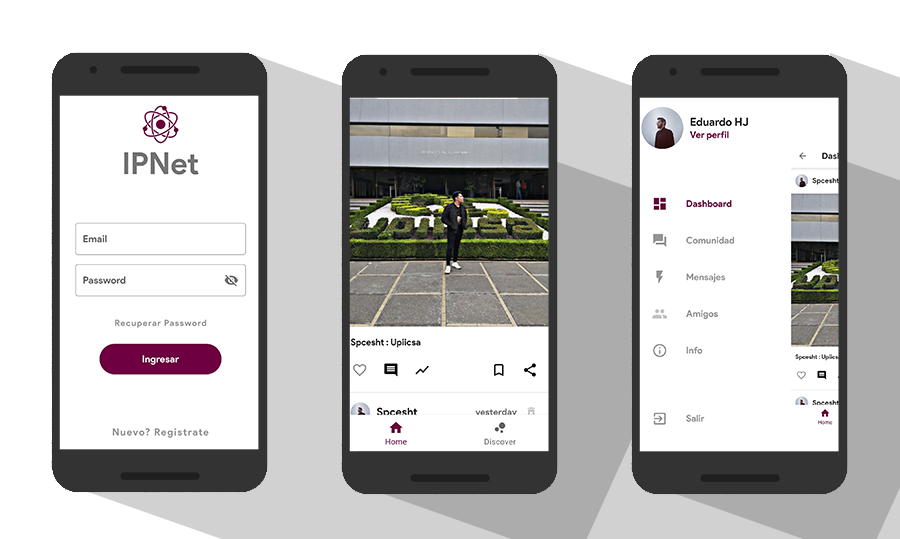 IPNet
Email
Password
Recuperar Password
Ingresar
Nuevo? Registrate
Spcesht : Upiicsa
Spcesht
yesterday
Home
Discover
Eduardo HJ
Ver perfil
Dashboard
Comunidad
Mensajes
Amigos
Info
Salir
Das
Spcesht
Spcesht : Upiicsa
Spcesht
Home